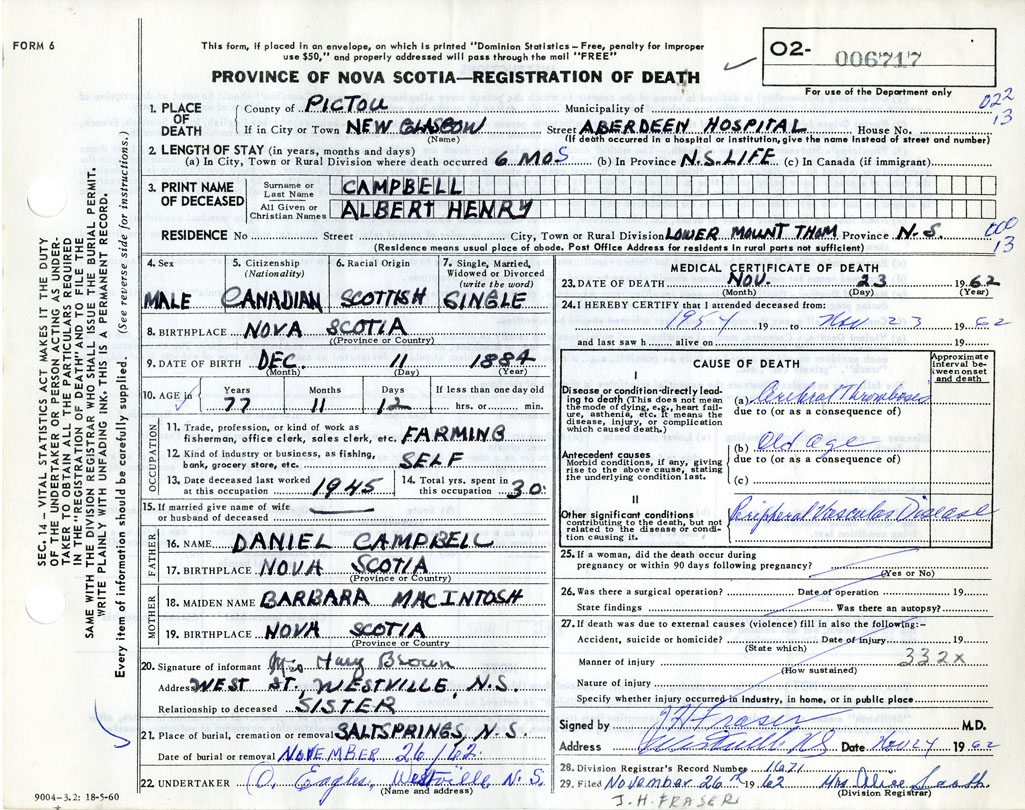 FORM 6
This form, if placed in an envelope, on which is printed "Dominion Statistics – Free, penalty for improper
use $50," and properly addressed will pass through the mail "FREE"
PROVINCE OF NOVA SCOTIA—REGISTRATION OF DEATH
O2- 006717
For use of the Department only
022
13
1. PLACE OF DEATH
County of PICTOU Municipality of
If in City or Town NEW GLASGOW Street ABERDEEN HOSPITAL House No.
(Name) (If death occurred in a hospital or institution, give the name instead of street and number)
2. LENGTH OF STAY (in years, months and days)
(a) In City, Town or Rural Division where death occurred 6 MOS (b) In Province N.S. LIFE (c) In Canada (if immigrant)
3. PRINT NAME OF DECEASED
Surname or Last Name CAMPBELL
All Given or Christian Names ALBERT HENRY
RESIDENCE No Street City, Town or Rural Division LOWER MOUNT THOM Province N.S.
000
13
(Residence means usual place of abode. Post Office Address for residents in rural parts not sufficient)
4. Sex MALE
5. Citizenship (Nationality) CANADIAN
6. Racial Origin SCOTTISH
7. Single, Married, Widowed or Divorced (write the word) SINGLE
8. BIRTHPLACE NOVA SCOTIA
(Province or Country)
9. DATE OF BIRTH DEC. 11 1884
(Month) (Day) (Year)
10. AGE in Years 77 Months 11 Days 12 If less than one day old hrs. or min.
OCCUPATION
11. Trade, profession, or kind of work as
fisherman, office clerk, sales clerk, etc. FARMING
12. Kind of industry or business, as fishing,
bank, grocery store, etc. SELF
13. Date deceased last worked at this occupation 1945
14. Total yrs. spent in this occupation 30
15. If married give name of wife
or husband of deceased
FATHER
16. NAME DANIEL CAMPBELL
17. BIRTHPLACE NOVA SCOTIA
(Province or Country)
MOTHER
18. MAIDEN NAME BARBARA MACINTOSH
19. BIRTHPLACE NOVA SCOTIA
(Province or Country)
20. Signature of informant Mrs Brown
Address WEST ST, WESTVILLE, N.S.
Relationship to deceased SISTER
21. Place of burial, cremation or removal SALTSPRINGS, N.S.
Date of burial or removal NOVEMBER 26/62.
22. UNDERTAKER O. Eagles, Westville N.S.
(Name and address)
9004-3.2: 18-5-60
MEDICAL CERTIFICATE OF DEATH
23. DATE OF DEATH NOV. 23 1962
(Month) (Day) (Year)
24. I HEREBY CERTIFY that I attended deceased from:
1954 19 to Nov 23 1962
and last saw h alive on 19
CAUSE OF DEATH
Approximate interval between onset and death
I
Disease or condition directly leading to death (This does not mean the mode of dying, e.g., heart failure, asthenia, etc. It means the disease, injury, or complication which caused death.)
(a) Cerebral Thrombosis
due to (or as a consequence of)
Antecedent causes
Morbid conditions, if any, giving rise to the above cause, stating the underlying condition last.
(b) Old age
due to (or as a consequence of)
(c)
II
Other significant conditions
contributing to the death, but not related to the disease or condition causing it.
Peripheral Vascular Disease
25. If a woman, did the death occur during
pregnancy or within 90 days following pregnancy?
(Yes or No)
26. Was there a surgical operation? Date of operation 19
State findings Was there an autopsy?
27. If death was due to external causes (violence) fill in also the following:–
Accident, suicide or homicide? Date of injury 19
(State which)
332x
Manner of injury
(How sustained)
Nature of injury
Specify whether injury occurred in industry, in home, or in public place
Signed by J H Fraser M.D.
Address Westville NS Date Nov 24 1962
28. Division Registrar's Record Number 1671
29. Filed November 26th 1962 Mrs Alice
(Division Registrar)
J.H. FRASER
SEC. 14 – VITAL STATISTICS ACT MAKES IT THE DUTY
OF THE UNDERTAKER OR PERSON ACTING AS UNDER-
TAKER TO OBTAIN ALL THE PARTICULARS REQUIRED
IN THE "REGISTRATION OF DEATH" AND TO FILE THE
SAME WITH THE DIVISION REGISTRAR WHO SHALL ISSUE THE BURIAL PERMIT.
WRITE PLAINLY WITH UNFADING INK. THIS IS A PERMANENT RECORD.
Every item of information should be carefully supplied. (See reverse side for instructions.)